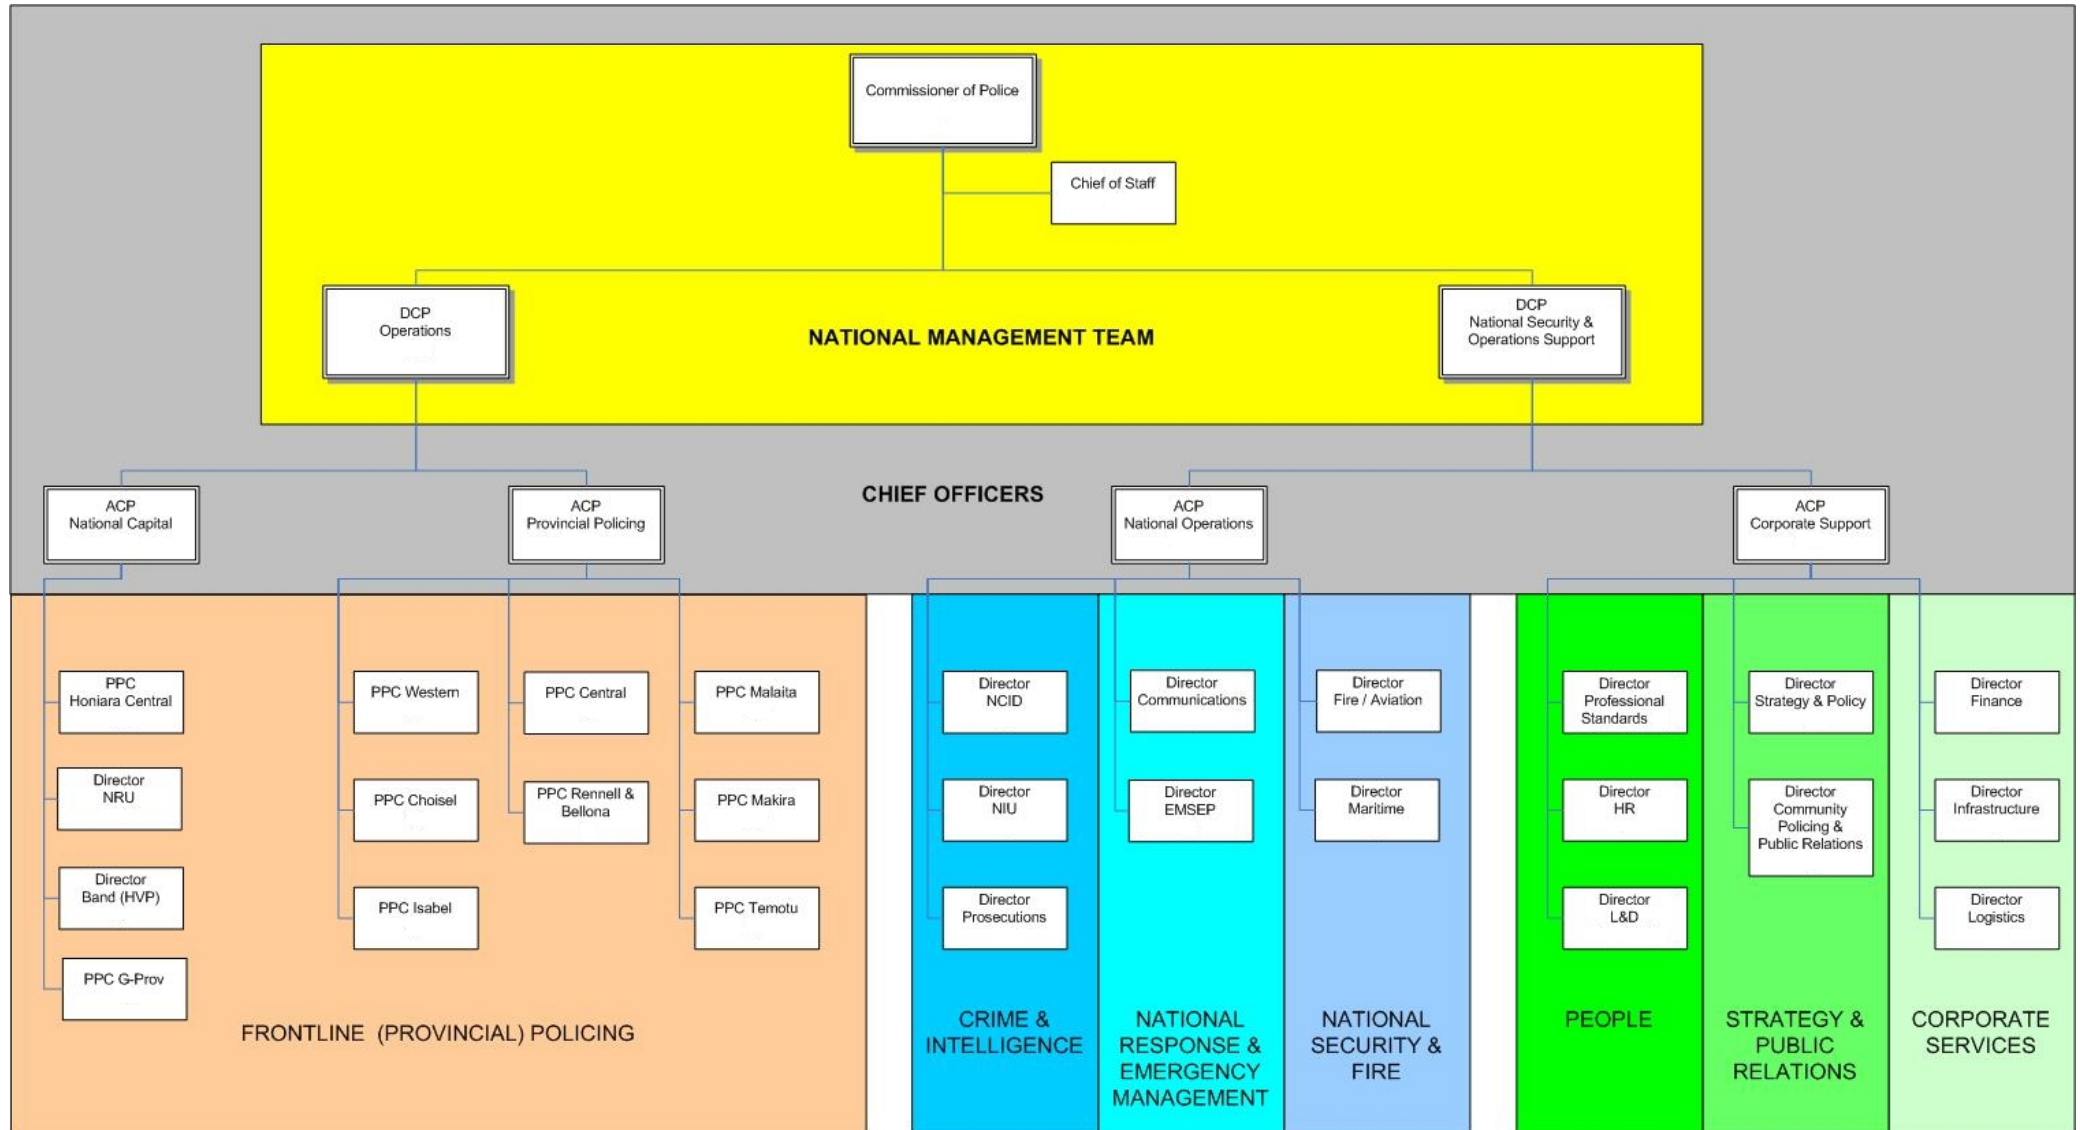 Commissioner of Police
Chief of Staff
DCP
Operations
NATIONAL MANAGEMENT TEAM
DCP
National Security &
Operations Support
ACP
National Capital
ACP
Provincial Policing
CHIEF OFFICERS
ACP
National Operations
ACP
Corporate Support
PPC
Honiara Central
Director
NRU
Director
Band (HVP)
PPC G-Prov
PPC Western
PPC Choisel
PPC Isabel
PPC Central
PPC Rennell &
Bellona
PPC Malaita
PPC Makira
PPC Temotu
FRONTLINE (PROVINCIAL) POLICING
Director
NCID
Director
NIU
Director
Prosecutions
CRIME &
INTELLIGENCE
Director
Communications
Director
EMSEP
NATIONAL
RESPONSE &
EMERGENCY
MANAGEMENT
Director
Fire / Aviation
Director
Maritime
NATIONAL
SECURITY &
FIRE
Director
Professional
Standards
Director
HR
Director
L&D
PEOPLE
Director
Strategy & Policy
Director
Community
Policing &
Public Relations
STRATEGY &
PUBLIC
RELATIONS
Director
Finance
Director
Infrastructure
Director
Logistics
CORPORATE
SERVICES